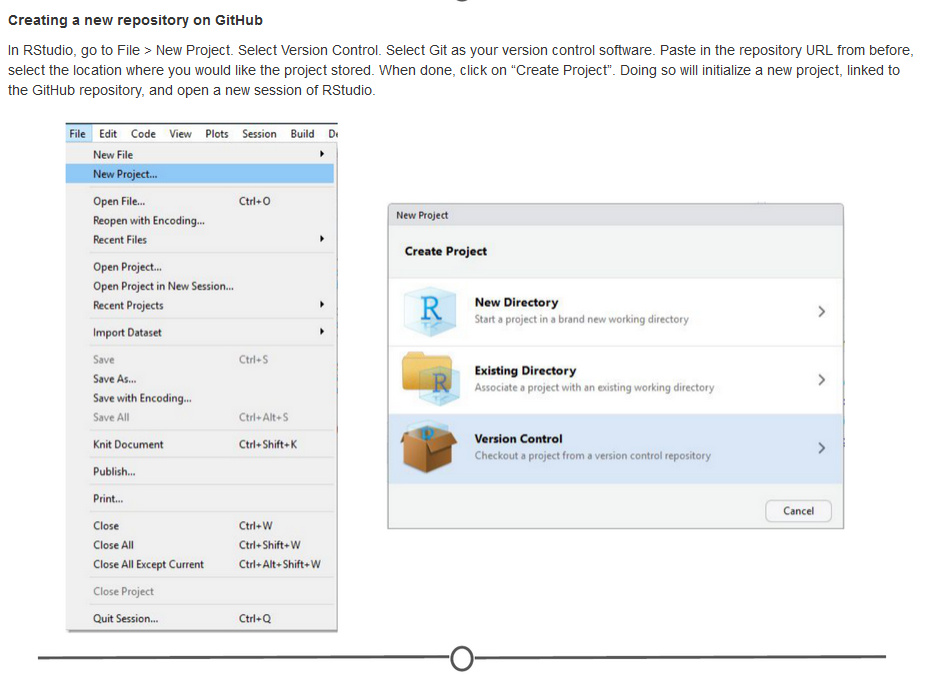 Creating a new repository on GitHub
In RStudio, go to File > New Project. Select Version Control. Select Git as your version control software. Paste in the repository URL from before,
select the location where you would like the project stored. When done, click on “Create Project”. Doing so will initialize a new project, linked to
the GitHub repository, and open a new session of RStudio.
File Edit Code View Plots Session Build
New File
New Project...
Open File... Ctrl+O
Reopen with Encoding...
Recent Files
Open Project...
Open Project in New Session...
Recent Projects
Import Dataset
Save Ctrl+S
Save As...
Save with Encoding...
Save All Ctrl+Alt+S
Knit Document Ctrl+Shift+K
Publish...
Print...
Close Ctrl+W
Close All Ctrl+Shift+W
Close All Except Current Ctrl+Alt+Shift+W
Close Project
Quit Session... Ctrl+Q
New Project
Create Project
R
New Directory
Start a project in a brand new working directory
R
Existing Directory
Associate a project with an existing working directory
Version Control
Checkout a project from a version control repository
Cancel